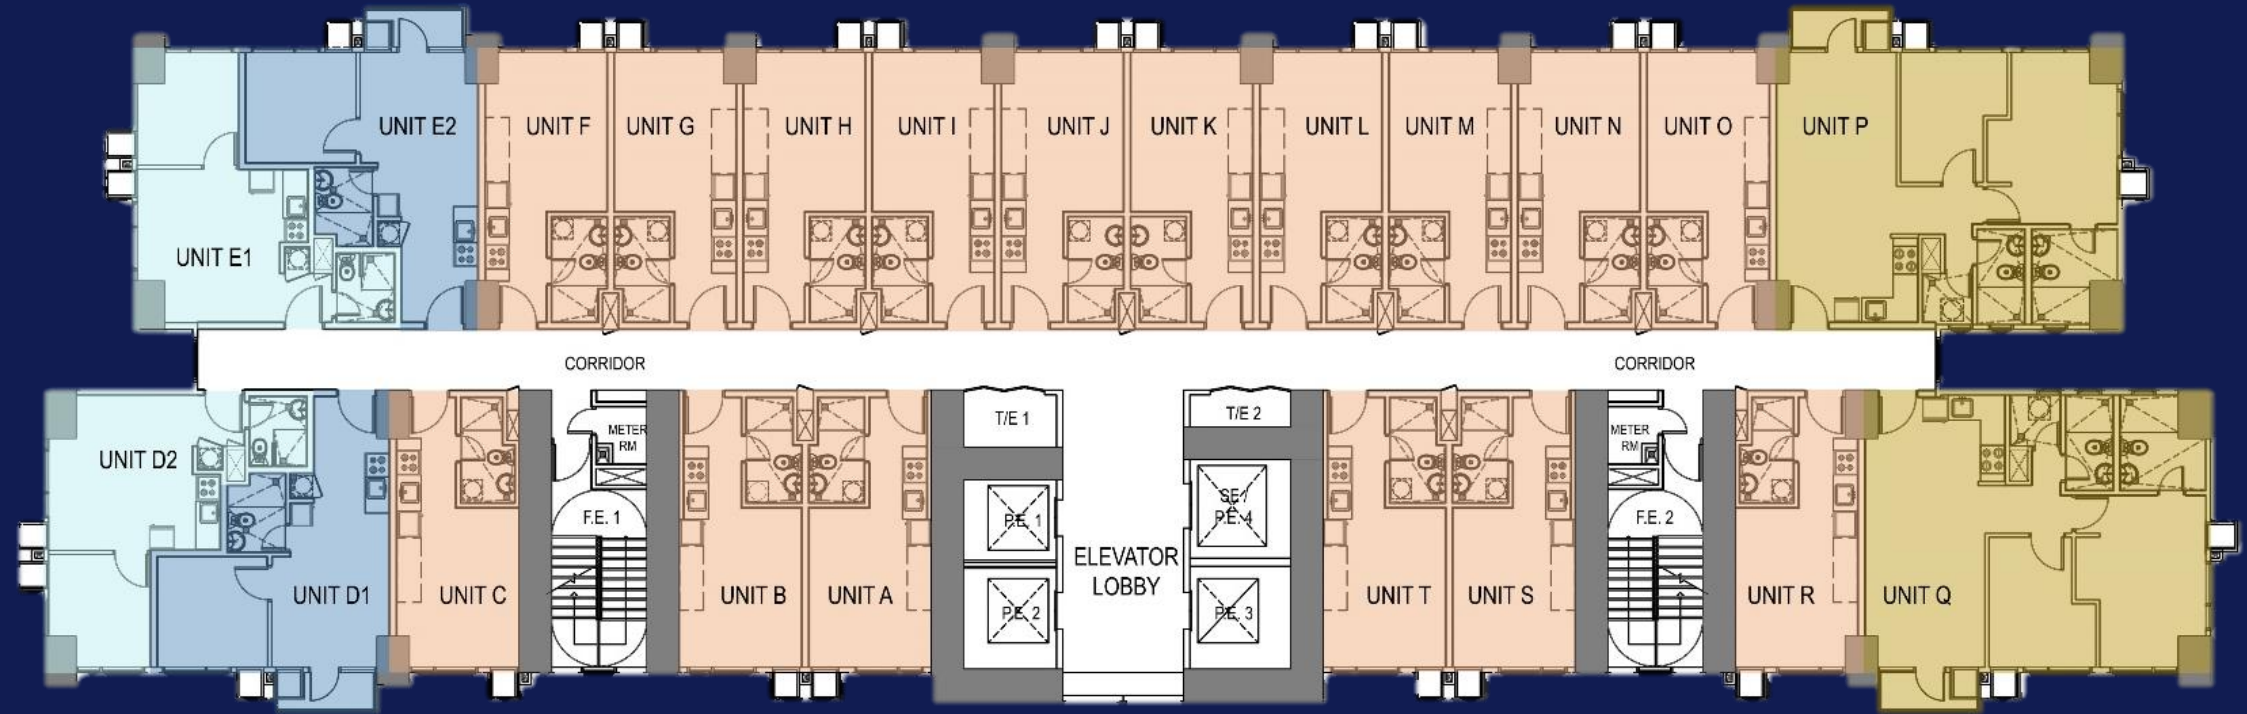 UNIT E2
UNIT F
UNIT G
UNIT H
UNIT I
UNIT J
UNIT K
UNIT L
UNIT M
UNIT N
UNIT O
UNIT P
UNIT E1
CORRIDOR
CORRIDOR
T/E 1
T/E 2
METER
RM
METER
RM
UNIT D2
F.E. 1
P.E. 1
SE /
P.E. 4
F.E. 2
ELEVATOR
LOBBY
UNIT D1
UNIT C
UNIT B
UNIT A
P.E. 2
P.E. 3
UNIT T
UNIT S
UNIT R
UNIT Q